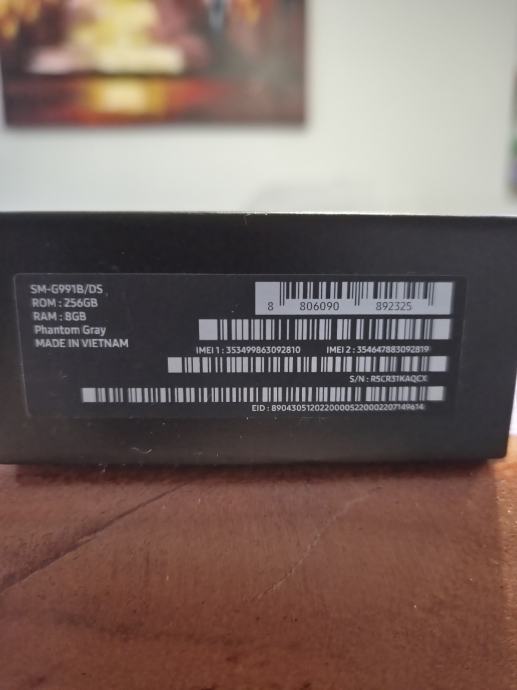 SM-G991B/DS
ROM : 256GB
RAM : 8GB
Phantom Gray
MADE IN VIETNAM
8 806090 892325
IMEI 1 : 353499863092810 IMEI 2 : 354647883092819
S/N : R5CR31KAQCX
EID : 89043051202200005220002207149614